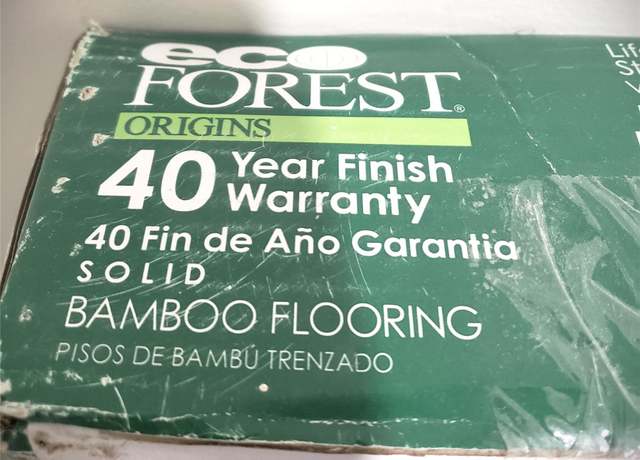 eco
FOREST®
ORIGINS
40 Year Finish
Warranty
40 Fin de Año Garantia
SOLID
BAMBOO FLOORING
PISOS DE BAMBÚ TRENZADO